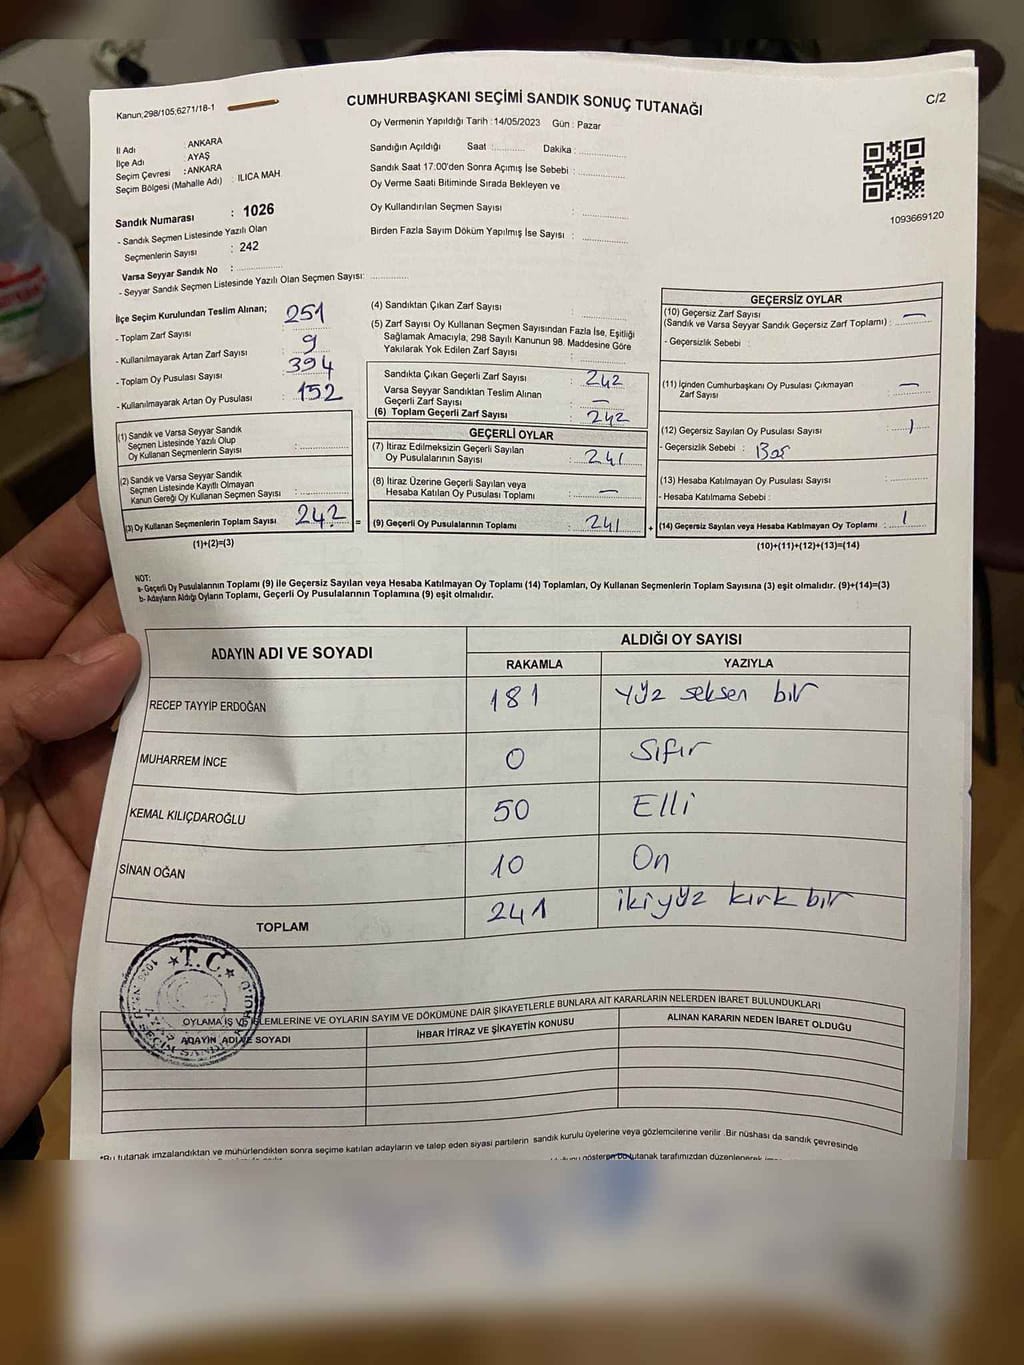 Kanun;298/105;6271/18-1
CUMHURBAŞKANI SEÇİMİ SANDIK SONUÇ TUTANAĞI
C/2
Oy Vermenin Yapıldığı Tarih :14/05/2023 Gün : Pazar
İl Adı : ANKARA
İlçe Adı : AYAŞ
Seçim Çevresi : ANKARA
Seçim Bölgesi (Mahalle Adı) : ILICA MAH
Sandık Numarası : 1026
- Sandık Seçmen Listesinde Yazılı Olan
Seçmenlerin Sayısı : 242
Varsa Seyyar Sandık No :
- Seyyar Sandık Seçmen Listesinde Yazılı Olan Seçmen Sayısı:
Sandığın Açıldığı Saat : Dakika :
Sandık Saat 17:00'den Sonra Açımış İse Sebebi :
Oy Verme Saati Bitiminde Sırada Bekleyen ve
Oy Kullandırılan Seçmen Sayısı :
Birden Fazla Sayım Döküm Yapılmış İse Sayısı :
1093669120
İlçe Seçim Kurulundan Teslim Alınan;
- Toplam Zarf Sayısı : 251
- Kullanılmayarak Artan Zarf Sayısı : 9
- Toplam Oy Pusulası Sayısı : 394
- Kullanılmayarak Artan Oy Pusulası : 152
(1) Sandık ve Varsa Seyyar Sandık
Seçmen Listesinde Yazılı Olup
Oy Kullanan Seçmenlerin Sayısı :
(2) Sandık ve Varsa Seyyar Sandık
Seçmen Listesinde Kayıtlı Olmayan
Kanun Gereği Oy Kullanan Seçmen Sayısı :
(3) Oy Kullanan Seçmenlerin Toplam Sayısı : 242 =
(1)+(2)=(3)
(4) Sandıktan Çıkan Zarf Sayısı :
(5) Zarf Sayısı Oy Kullanan Seçmen Sayısından Fazla İse, Eşitliği
Sağlamak Amacıyla; 298 Sayılı Kanunun 98. Maddesine Göre
Yakılarak Yok Edilen Zarf Sayısı :
Sandıkta Çıkan Geçerli Zarf Sayısı : 242
Varsa Seyyar Sandıktan Teslim Alınan
Geçerli Zarf Sayısı : —
(6) Toplam Geçerli Zarf Sayısı : 242
GEÇERLİ OYLAR
(7) İtiraz Edilmeksizin Geçerli Sayılan
Oy Pusulalarının Sayısı : 241
(8) İtiraz Üzerine Geçerli Sayılan veya
Hesaba Katılan Oy Pusulası Toplamı : —
(9) Geçerli Oy Pusulalarının Toplamı : 241 +
GEÇERSİZ OYLAR
(10) Geçersiz Zarf Sayısı
(Sandık ve Varsa Seyyar Sandık Geçersiz Zarf Toplamı) : —
- Geçersizlik Sebebi :
(11) İçinden Cumhurbaşkanı Oy Pusulası Çıkmayan
Zarf Sayısı : —
(12) Geçersiz Sayılan Oy Pusulası Sayısı : 1
- Geçersizlik Sebebi : Boş
(13) Hesaba Katılmayan Oy Pusulası Sayısı :
- Hesaba Katılmama Sebebi :
(14) Geçersiz Sayılan veya Hesaba Katılmayan Oy Toplamı : 1
(10)+(11)+(12)+(13)=(14)
NOT:
a- Geçerli Oy Pusulalarının Toplamı (9) ile Geçersiz Sayılan veya Hesaba Katılmayan Oy Toplamı (14) Toplamları, Oy Kullanan Seçmenlerin Toplam Sayısına (3) eşit olmalıdır. (9)+(14)=(3)
b- Adayların Aldığı Oyların Toplamı, Geçerli Oy Pusulalarının Toplamına (9) eşit olmalıdır.
ADAYIN ADI VE SOYADI ALDIĞI OY SAYISI
RAKAMLA YAZIYLA
RECEP TAYYİP ERDOĞAN 181 Yüz seksen bir
MUHARREM İNCE 0 Sıfır
KEMAL KILIÇDAROĞLU 50 Elli
SİNAN OĞAN 10 On
TOPLAM 241 ikiyüz kırk bir
★ T.C. ★
OYLAMA İŞ VE İŞLEMLERİNE VE OYLARIN SAYIM VE DÖKÜMÜNE DAİR ŞİKAYETLERLE BUNLARA AİT KARARLARIN NELERDEN İBARET BULUNDUKLARI
ADAYIN ADI VE SOYADI İHBAR İTİRAZ VE ŞİKAYETİN KONUSU ALINAN KARARIN NEDEN İBARET OLDUĞU
*Bu tutanak imzalandıktan ve mühürlendikten sonra seçime katılan adayların ve talep eden siyasi partilerin sandık kurulu üyelerine veya gözlemcilerine verilir. Bir nüshası da sandık çevresinde
gösteren bu tutanak tarafımızdan düzenlenerek